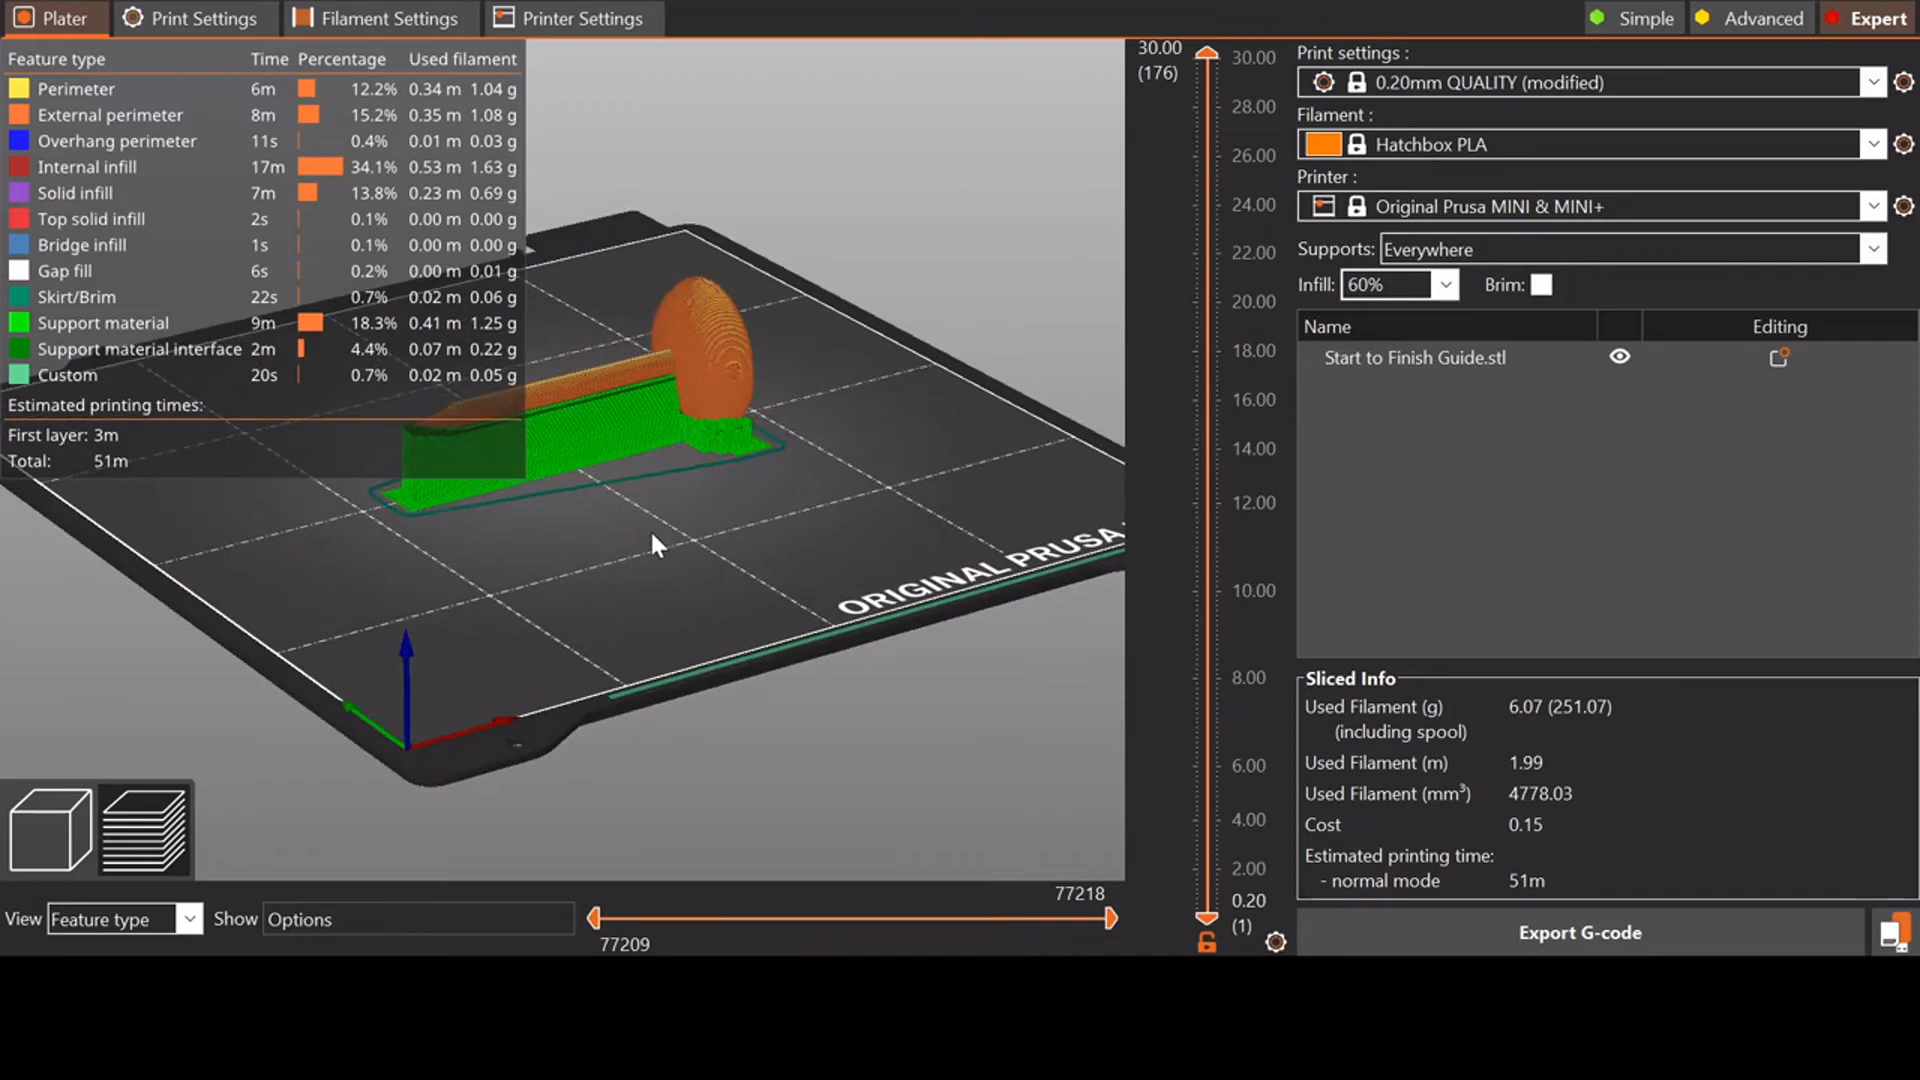 Plater
Print Settings
Filament Settings
Printer Settings
Simple
Advanced
Expert
Feature type Time Percentage Used filament
Perimeter 6m 12.2% 0.34 m 1.04 g
External perimeter 8m 15.2% 0.35 m 1.08 g
Overhang perimeter 11s 0.4% 0.01 m 0.03 g
Internal infill 17m 34.1% 0.53 m 1.63 g
Solid infill 7m 13.8% 0.23 m 0.69 g
Top solid infill 2s 0.1% 0.00 m 0.00 g
Bridge infill 1s 0.1% 0.00 m 0.00 g
Gap fill 6s 0.2% 0.00 m 0.01 g
Skirt/Brim 22s 0.7% 0.02 m 0.06 g
Support material 9m 18.3% 0.41 m 1.25 g
Support material interface 2m 4.4% 0.07 m 0.22 g
Custom 20s 0.7% 0.02 m 0.05 g
Estimated printing times:
First layer: 3m
Total: 51m
ORIGINAL PRUSA
View Feature type Show Options
77218
77209
30.00
(176)
30.00
28.00
26.00
24.00
22.00
20.00
18.00
16.00
14.00
12.00
10.00
8.00
6.00
4.00
2.00
0.20
(1)
Print settings :
0.20mm QUALITY (modified)
Filament :
Hatchbox PLA
Printer :
Original Prusa MINI & MINI+
Supports: Everywhere
Infill: 60% Brim:
Name Editing
Start to Finish Guide.stl
Sliced Info
Used Filament (g) 6.07 (251.07)
(including spool)
Used Filament (m) 1.99
Used Filament (mm³) 4778.03
Cost 0.15
Estimated printing time:
- normal mode 51m
Export G-code